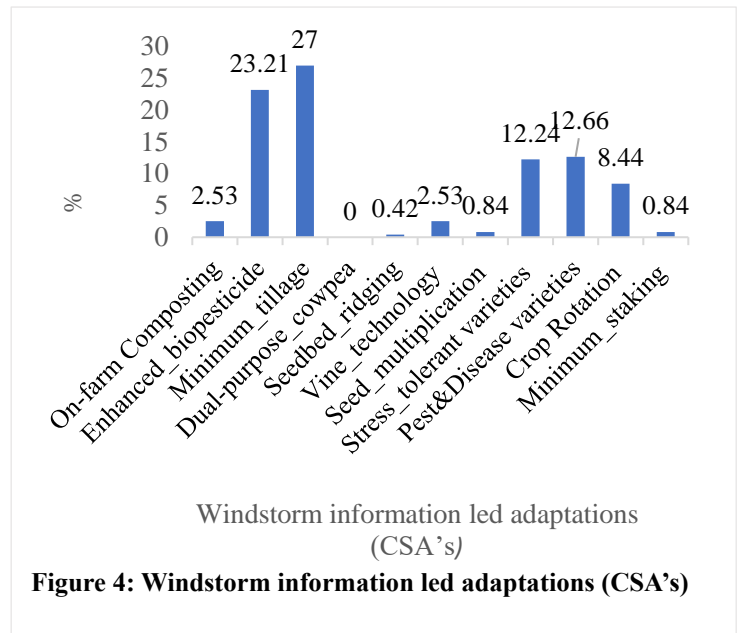 30
25
20
15
10
5
0
%
2.53
23.21
27
0
0.42
2.53
0.84
12.24
12.66
8.44
0.84
On-farm Composting
Enhanced_biopesticide
Minimum_tillage
Dual-purpose_cowpea
Seedbed_ridging
Vine_technology
Seed_multiplication
Stress_tolerant varieties
Pest&Disease varieties
Crop Rotation
Minimum_staking
Windstorm information led adaptations
(CSA’s)
Figure 4: Windstorm information led adaptations (CSA’s)